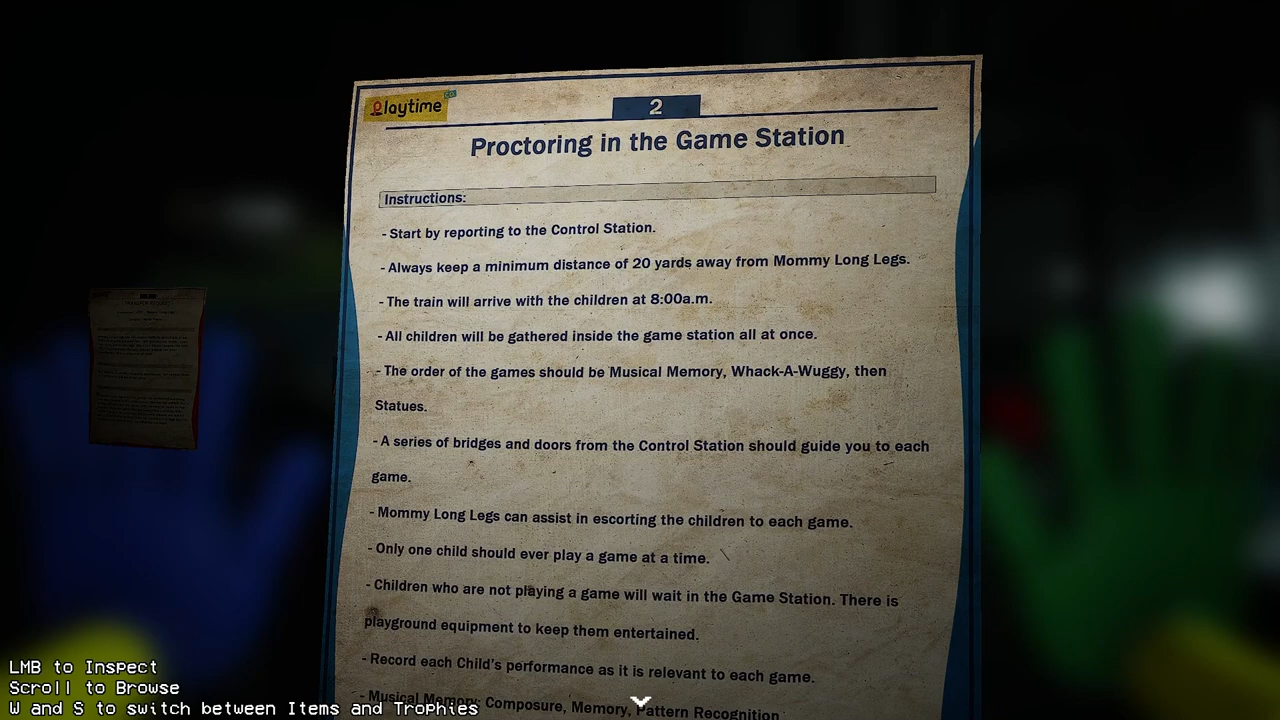 Playtime
CO.
2
Proctoring in the Game Station
Instructions:
- Start by reporting to the Control Station.
- Always keep a minimum distance of 20 yards away from Mommy Long Legs.
- The train will arrive with the children at 8:00a.m.
- All children will be gathered inside the game station all at once.
- The order of the games should be Musical Memory, Whack-A-Wuggy, then
Statues.
- A series of bridges and doors from the Control Station should guide you to each
game.
- Mommy Long Legs can assist in escorting the children to each game.
- Only one child should ever play a game at a time.
- Children who are not playing a game will wait in the Game Station. There is
playground equipment to keep them entertained.
- Record each Child's performance as it is relevant to each game.
- Musical Memory: Composure, Memory, Pattern Recognition
LMB to Inspect
Scroll to Browse
W and S to switch between Items and Trophies